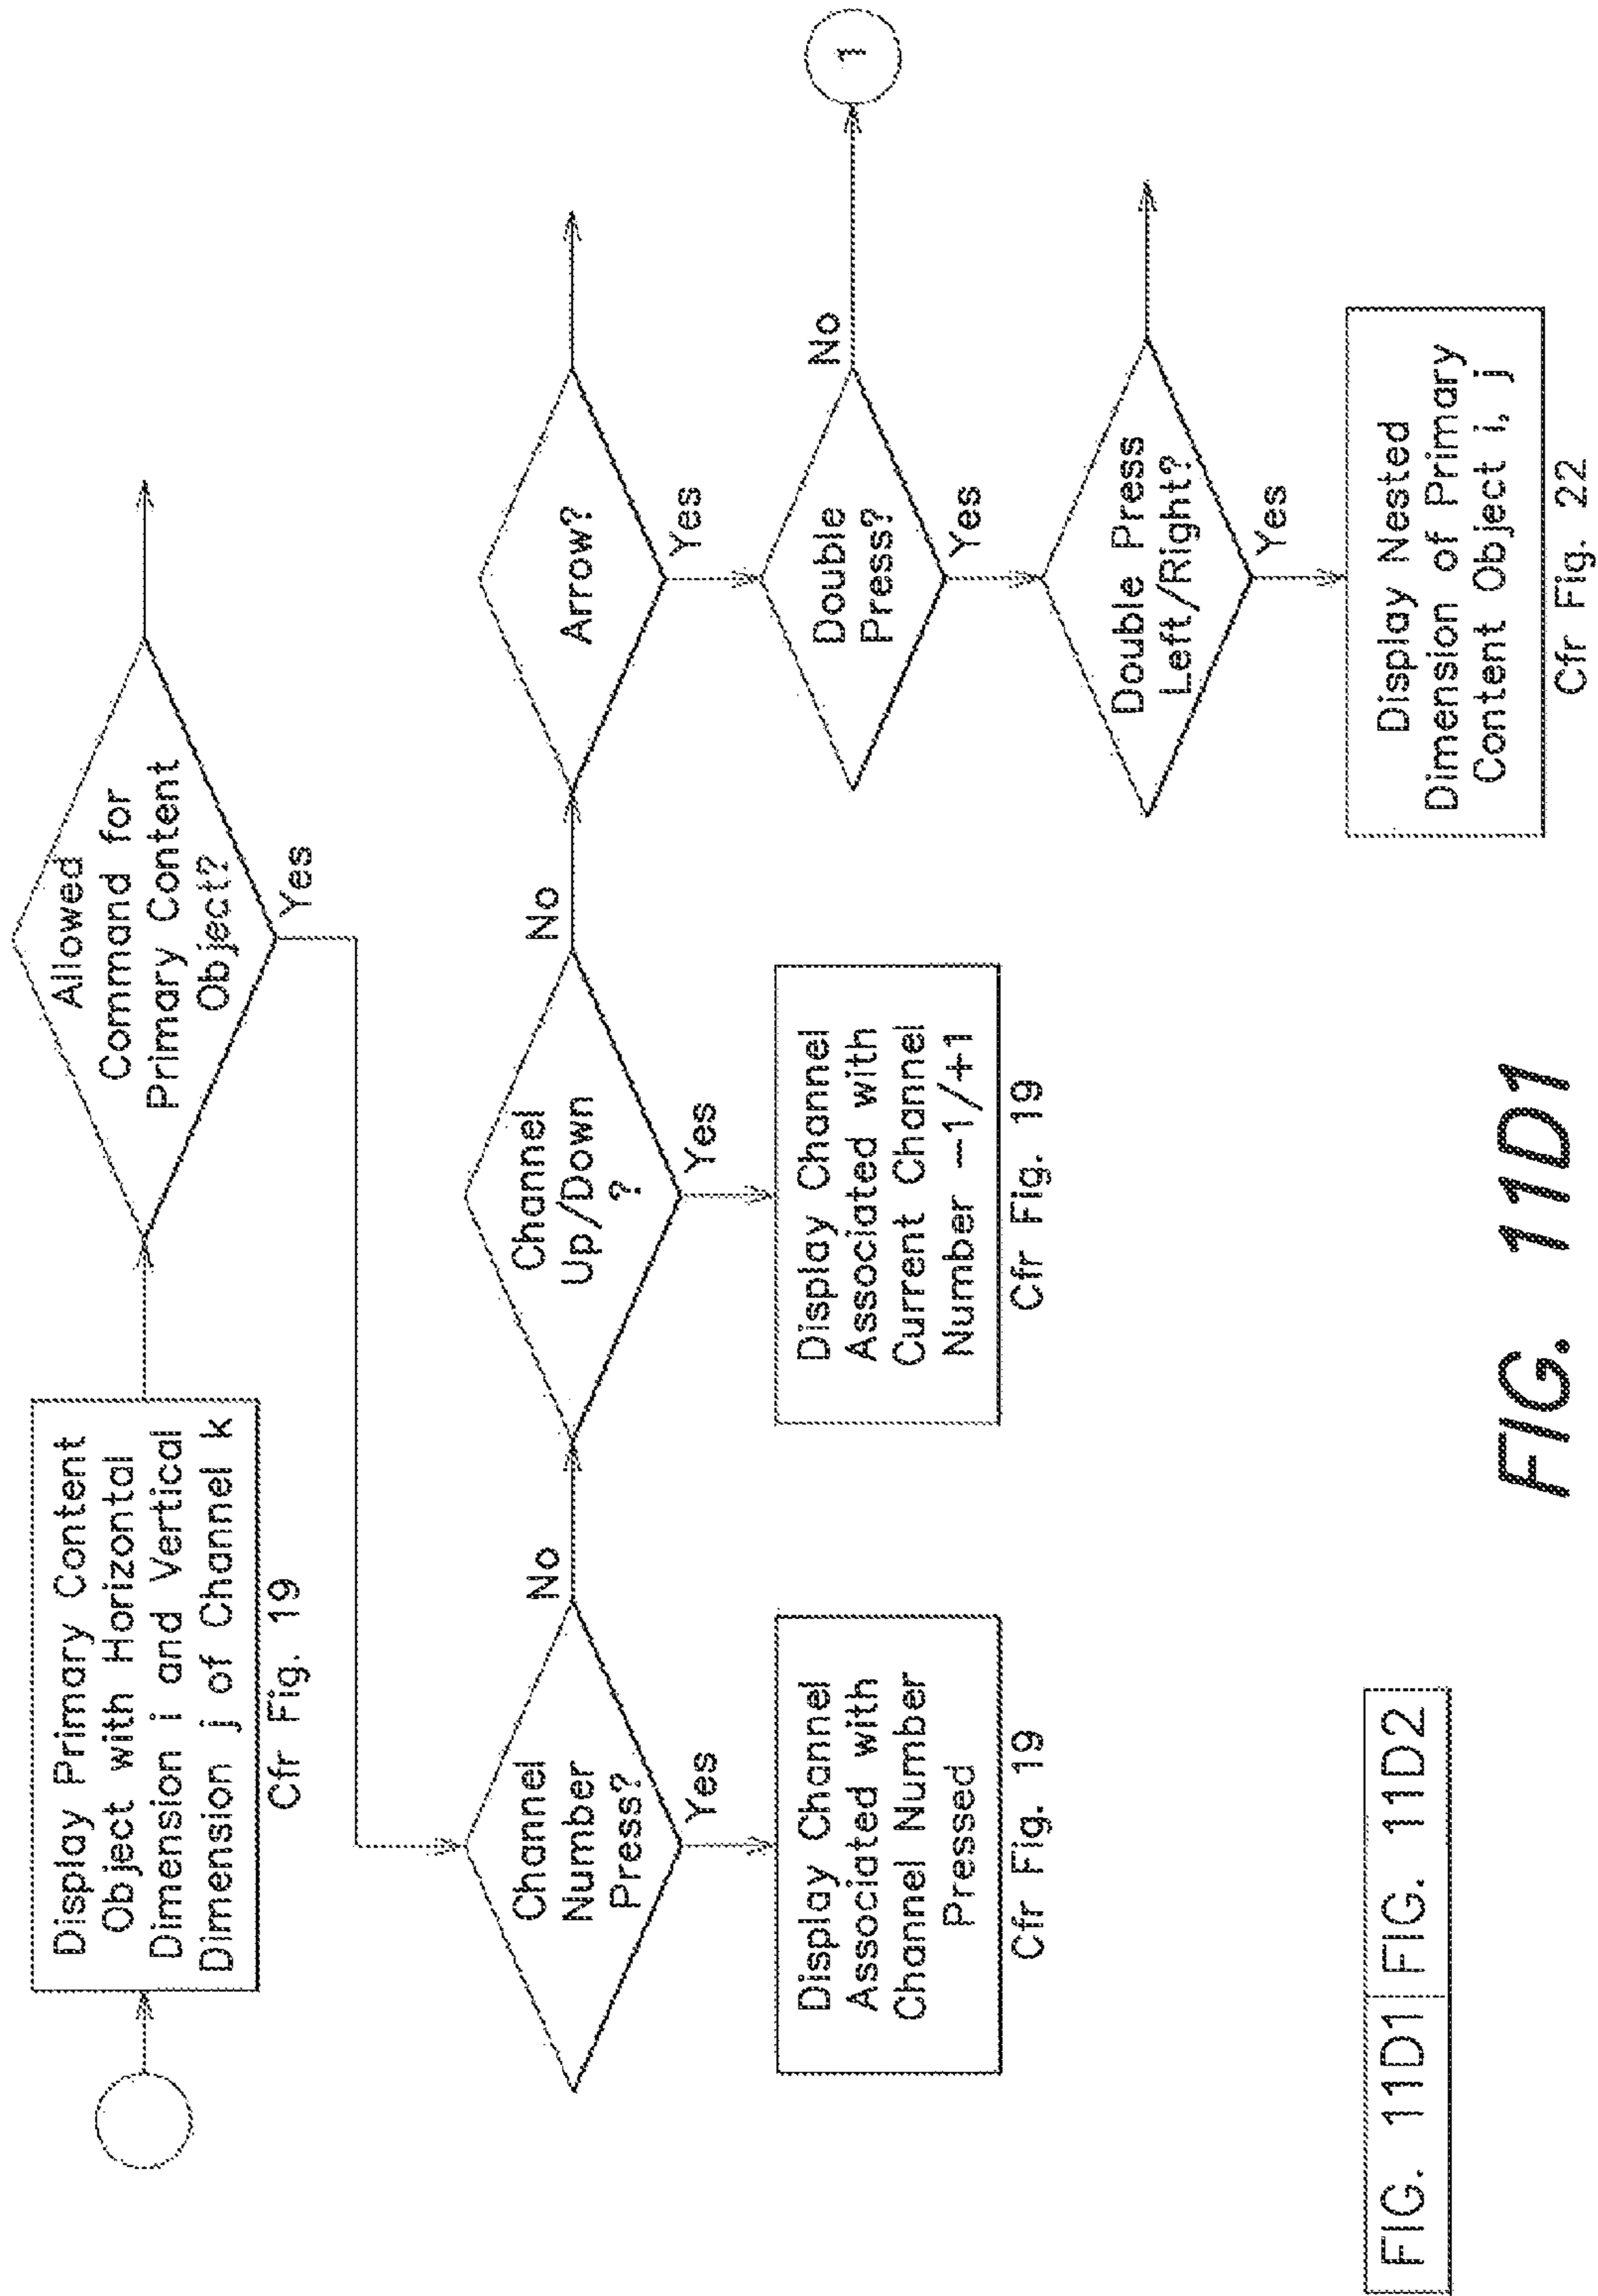 Display Primary Content
Object with Horizontal
Dimension i and Vertical
Dimension j of Channel k
Cfr Fig. 19
Allowed
Command for
Primary Content
Object?
Yes
Channel
Number
Press?
No
Yes
Display Channel
Associated with
Channel Number
Pressed
Cfr Fig. 19
Channel
Up/Down
?
No
Yes
Display Channel
Associated with
Current Channel
Number −1/+1
Cfr Fig. 19
Arrow?
Yes
Double
Press?
No
1
Yes
Double Press
Left/Right?
Yes
Display Nested
Dimension of Primary
Content Object i, j
Cfr Fig. 22
FIG. 11D1 FIG. 11D2
FIG. 11D1